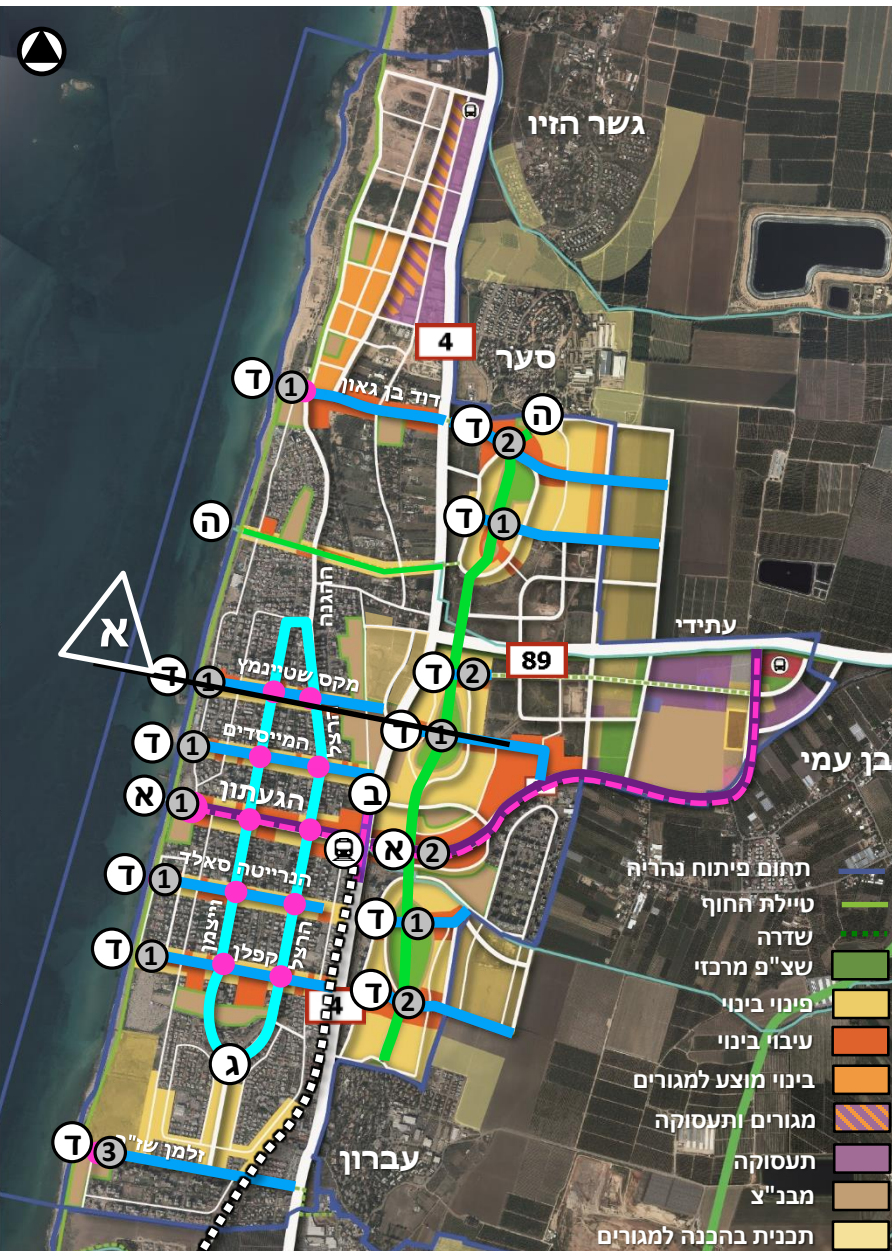 גשר הזיו
4
סער
ד
1
דוד בן גאון
ד
2
ה
ד
1
ה
ההגנה
עתידי
א
89
ד
1
מקס שטיינמץ
ד
2
הרצל
ד
1
ד
1
המייסדים
בן עמי
ב
א
1
הגעתון
א
2
תחום פיתוח נהריה
ד
1
הנרייטה סאלד
טיילת החוף
וייצמן
הרצל
ד
1
שדרה
ד
1
קפלן
שצ"פ מרכזי
ד
2
4
פינוי בינוי
עיבוי בינוי
ג
בינוי מוצע למגורים
מגורים ותעסוקה
ד
3
זלמן שז"ר
עברון
תעסוקה
מבנ"צ
תכנית בהכנה למגורים